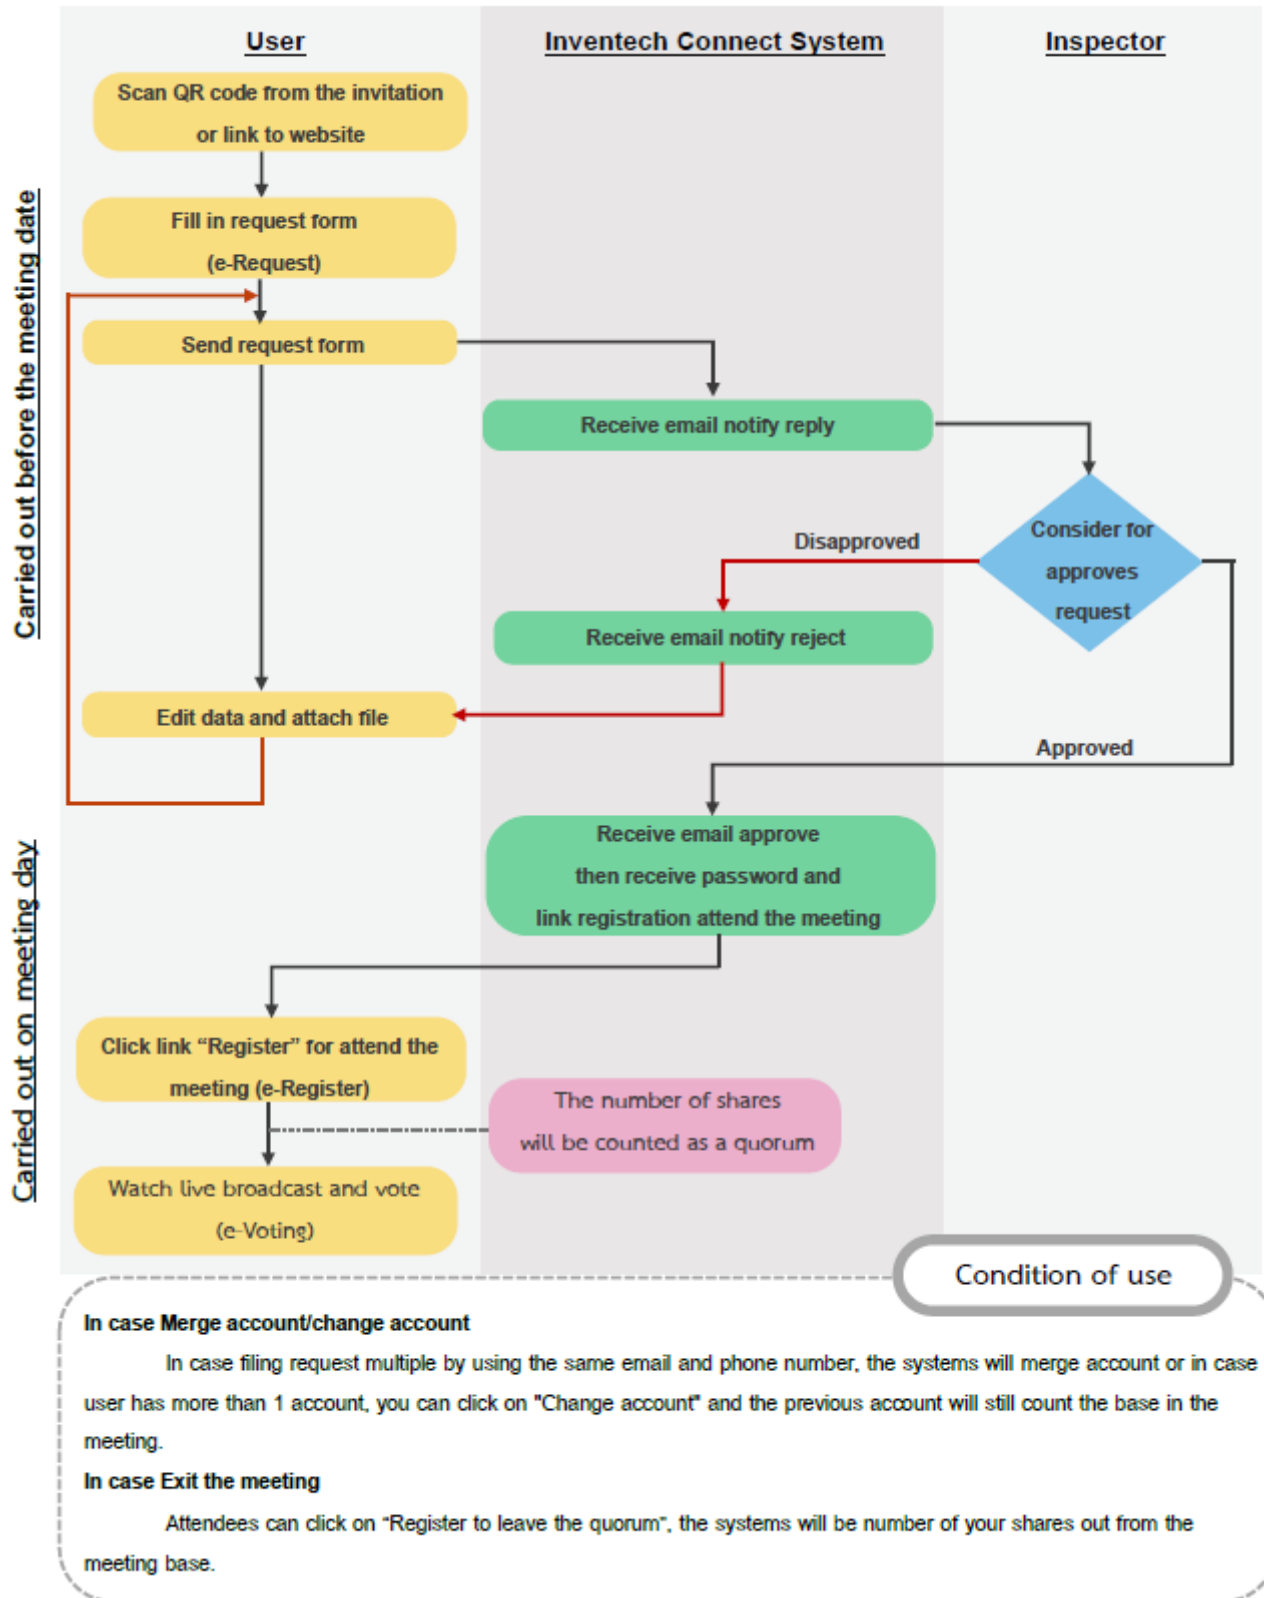 User
Inventech Connect System
Inspector
Carried out before the meeting date
Scan QR code from the invitation
or link to website
Fill in request form
(e-Request)
Send request form
Receive email notify reply
Consider for
approves
request
Disapproved
Receive email notify reject
Edit data and attach file
Approved
Carried out on meeting day
Receive email approve
then receive password and
link registration attend the meeting
Click link “Register” for attend the
meeting (e-Register)
The number of shares
will be counted as a quorum
Watch live broadcast and vote
(e-Voting)
Condition of use
In case Merge account/change account
In case filing request multiple by using the same email and phone number, the systems will merge account or in case
user has more than 1 account, you can click on "Change account" and the previous account will still count the base in the
meeting.
In case Exit the meeting
Attendees can click on “Register to leave the quorum”, the systems will be number of your shares out from the
meeting base.